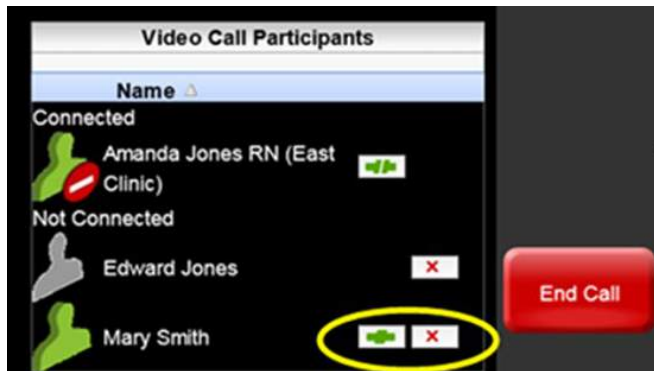 Video Call Participants
Name
Connected
Amanda Jones RN (East
Clinic)
Not Connected
Edward Jones
End Call
Mary Smith